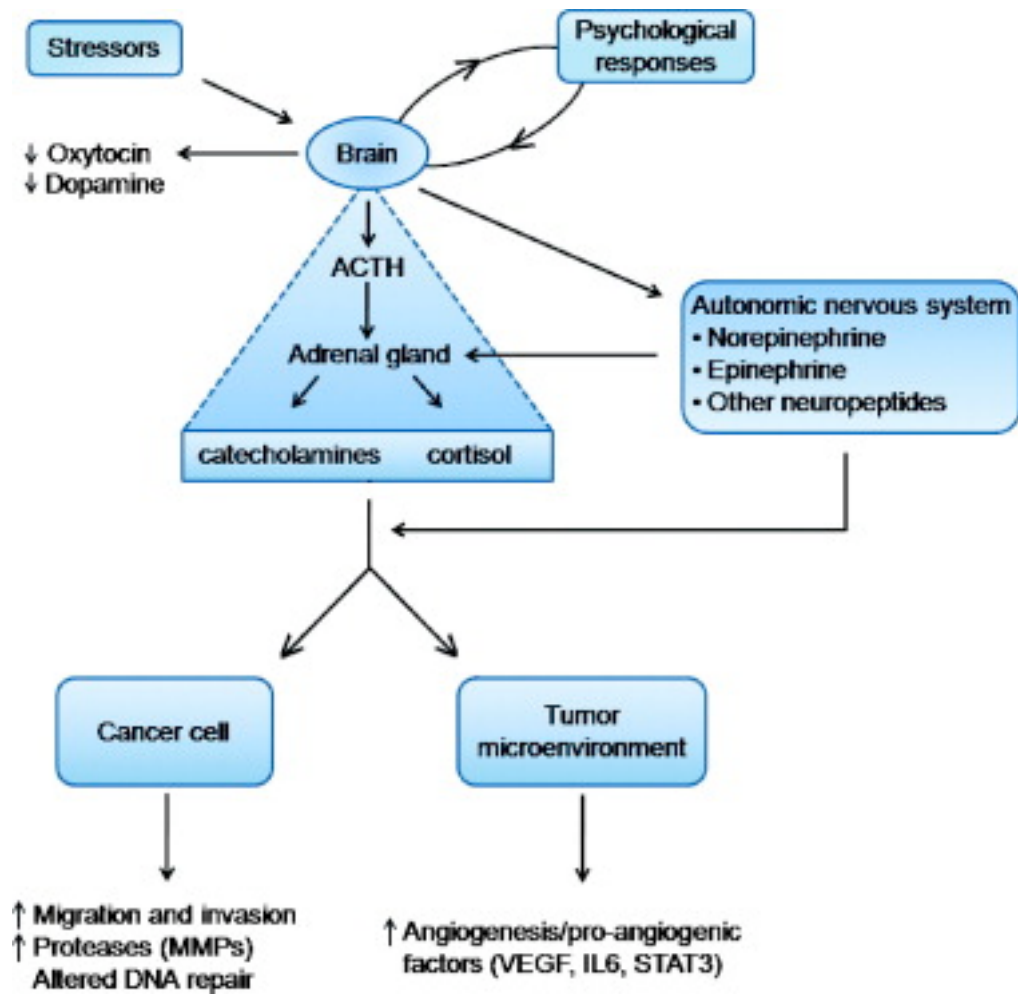 Stressors
Psychological
responses
Brain
↓ Oxytocin
↓ Dopamine
ACTH
Adrenal gland
catecholamines cortisol
Autonomic nervous system
• Norepinephrine
• Epinephrine
• Other neuropeptides
Cancer cell
Tumor
microenvironment
↑ Migration and invasion
↑ Proteases (MMPs)
Altered DNA repair
↑ Angiogenesis/pro-angiogenic
factors (VEGF, IL6, STAT3)